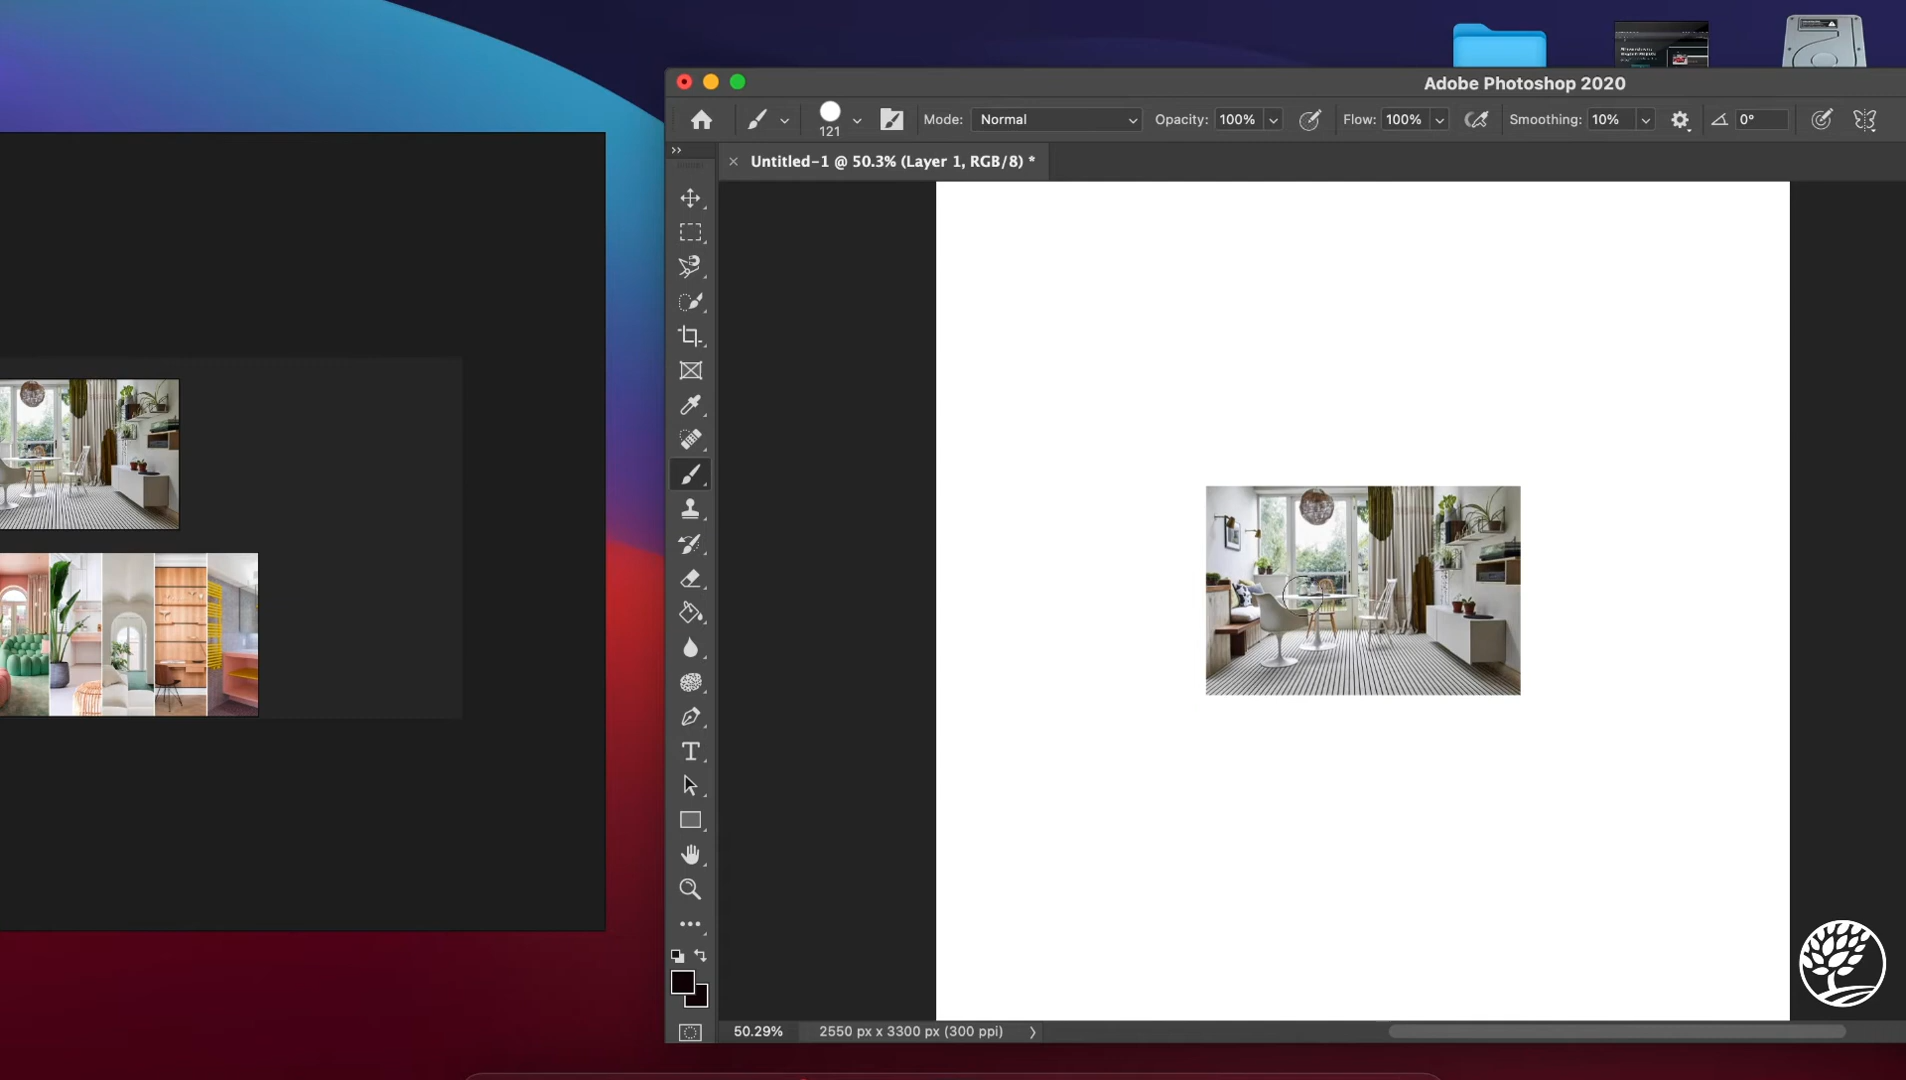 Adobe Photoshop 2020
121
Mode: Normal
Opacity: 100%
Flow: 100%
Smoothing: 10%
0°
Untitled-1 @ 50.3% (Layer 1, RGB/8) *
50.29%
2550 px x 3300 px (300 ppi)